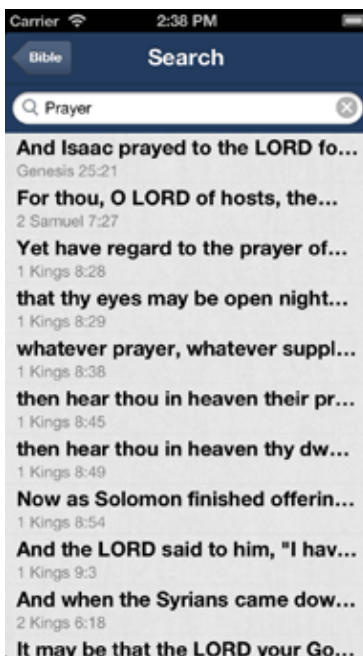 Carrier 2:38 PM
Bible Search
Prayer
And Isaac prayed to the LORD fo...
Genesis 25:21
For thou, O LORD of hosts, the...
2 Samuel 7:27
Yet have regard to the prayer of...
1 Kings 8:28
that thy eyes may be open night...
1 Kings 8:29
whatever prayer, whatever suppl...
1 Kings 8:38
then hear thou in heaven their pr...
1 Kings 8:45
then hear thou in heaven thy dw...
1 Kings 8:49
Now as Solomon finished offerin...
1 Kings 8:54
And the LORD said to him, "I hav...
1 Kings 9:3
And when the Syrians came dow...
2 Kings 6:18
It may be that the LORD your Go...